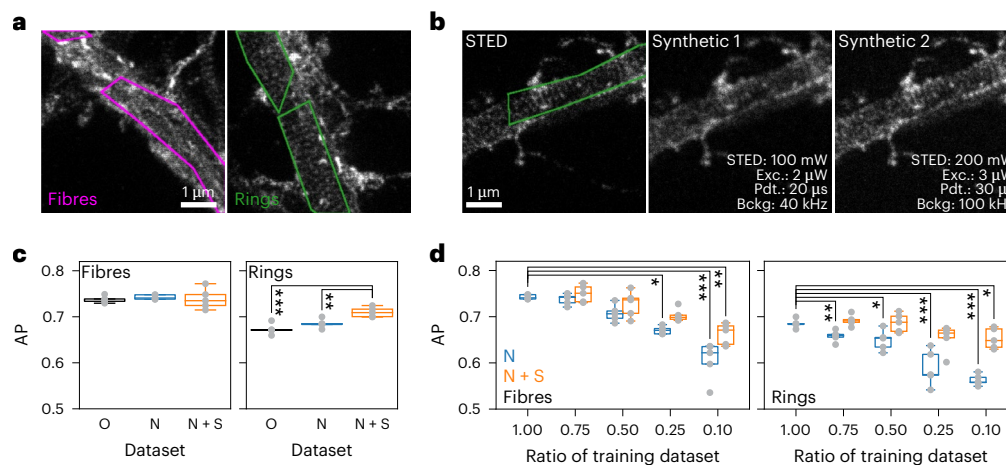 a
Fibres
1 μm
Rings
b
STED
1 μm
Synthetic 1
STED: 100 mW
Exc.: 2 μW
Pdt.: 20 μs
Bckg: 40 kHz
Synthetic 2
STED: 200 mW
Exc.: 3 μW
Pdt.: 30 μs
Bckg: 100 kHz
c
AP
0.8
0.7
0.6
0.5
Fibres
O
N
N + S
Rings
***
**
O
N
N + S
Dataset
Dataset
d
AP
0.8
0.7
0.6
0.5
*
***
**
N
N + S
Fibres
1.00
0.75
0.50
0.25
0.10
Ratio of training dataset
**
*
***
*
Rings
1.00
0.75
0.50
0.25
0.10
Ratio of training dataset